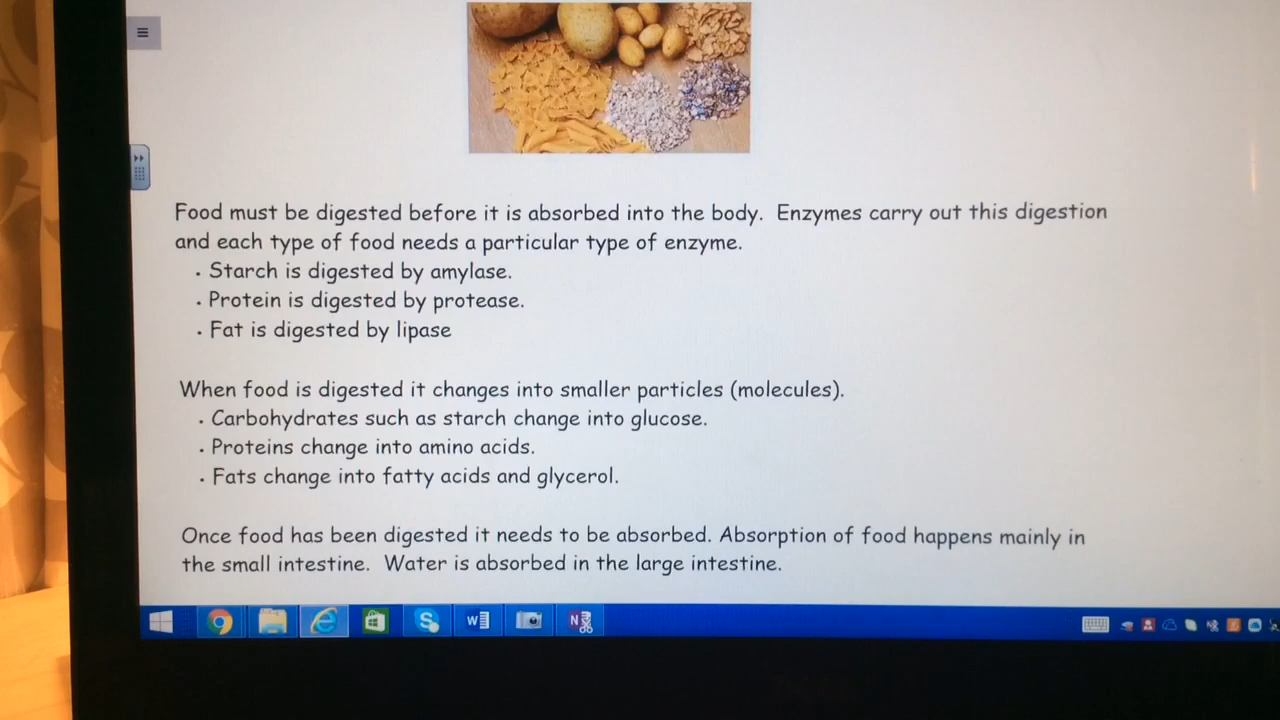 Food must be digested before it is absorbed into the body. Enzymes carry out this digestion
and each type of food needs a particular type of enzyme.
• Starch is digested by amylase.
• Protein is digested by protease.
• Fat is digested by lipase
When food is digested it changes into smaller particles (molecules).
• Carbohydrates such as starch change into glucose.
• Proteins change into amino acids.
• Fats change into fatty acids and glycerol.
Once food has been digested it needs to be absorbed. Absorption of food happens mainly in
the small intestine. Water is absorbed in the large intestine.